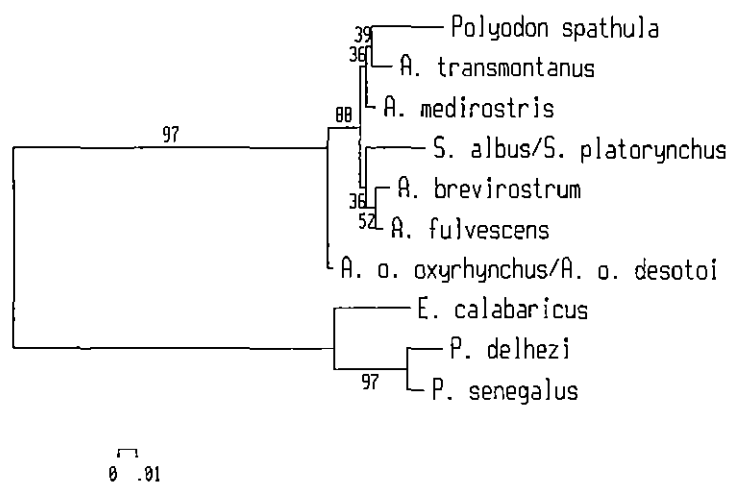 Polyodon spathula
39
36
A. transmontanus
A. medirostris
88
97
S. albus/S. platorynchus
A. brevirostrum
36
52
A. fulvescens
A. o. oxyrhynchus/A. o. desotoi
E. calabaricus
P. delhezi
97
P. senegalus
0 .01